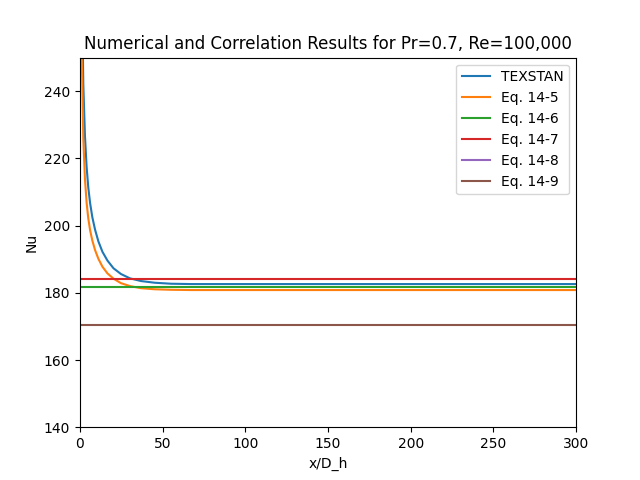 Numerical and Correlation Results for Pr=0.7, Re=100,000
TEXSTAN
Eq. 14-5
Eq. 14-6
Eq. 14-7
Eq. 14-8
Eq. 14-9
240
220
200
180
160
140
Nu
0
50
100
150
200
250
300
x/D_h